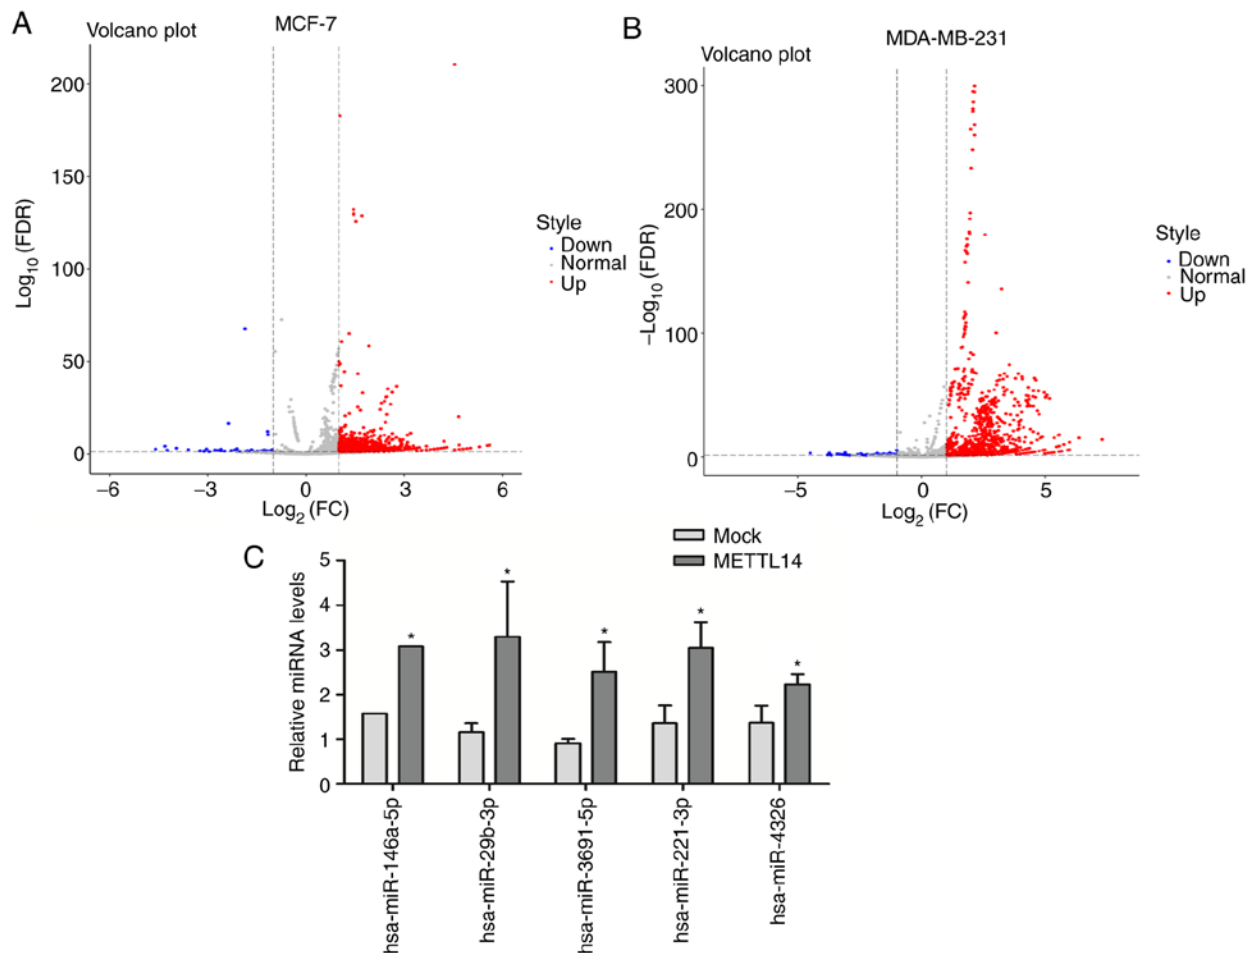 A
Volcano plot
MCF-7
200
150
100
50
0
−6
−3
0
3
6
Log10 (FDR)
Log2 (FC)
Style
Down
Normal
Up
B
Volcano plot
MDA-MB-231
300
200
100
0
−5
0
5
−Log10 (FDR)
Log2 (FC)
Style
Down
Normal
Up
C
Mock
METTL14
5
4
3
2
1
0
Relative miRNA levels
*
*
*
*
*
hsa-miR-146a-5p
hsa-miR-29b-3p
hsa-miR-3691-5p
hsa-miR-221-3p
hsa-miR-4326